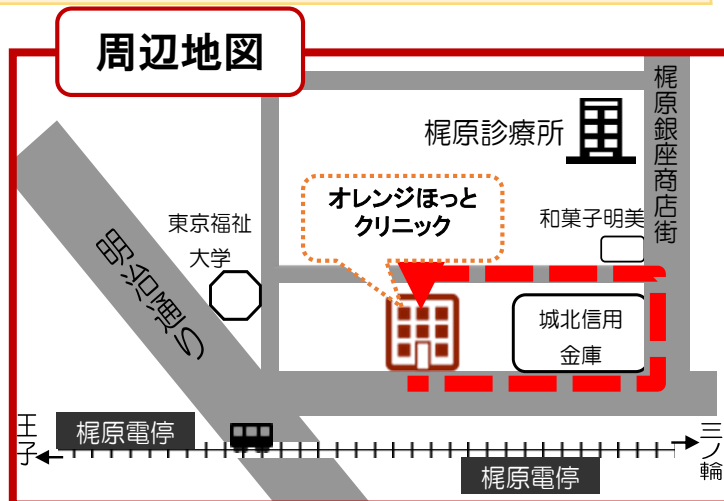 周辺地図
梶原銀座商店街
梶原診療所
オレンジほっと
クリニック
和菓子明美
東京福祉
大学
明治通り
城北信用
金庫
王子
梶原電停
三ノ輪
梶原電停